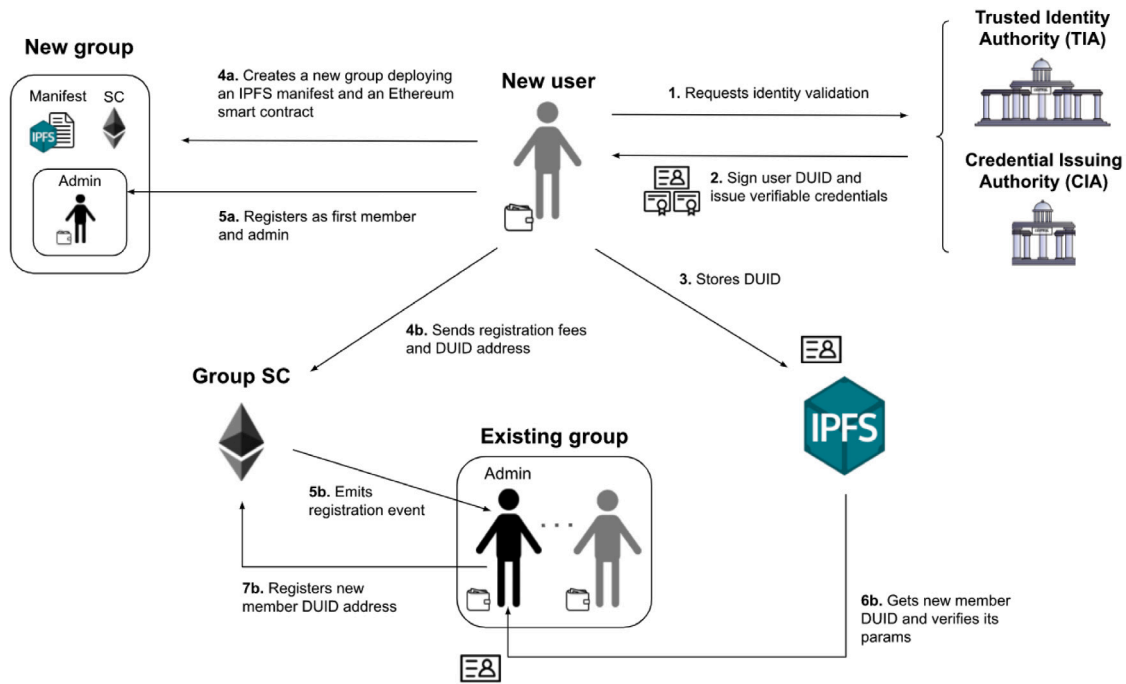 Trusted Identity
Authority (TIA)
New group
4a. Creates a new group deploying
an IPFS manifest and an Ethereum
smart contract
New user
1. Requests identity validation
Manifest
SC
IPFS
Credential Issuing
Authority (CIA)
2. Sign user DUID and
issue verifiable credentials
Admin
5a. Registers as first member
and admin
3. Stores DUID
4b. Sends registration fees
and DUID address
Group SC
IPFS
Existing group
Admin
5b. Emits
registration event
...
7b. Registers new
member DUID address
6b. Gets new member
DUID and verifies its
params